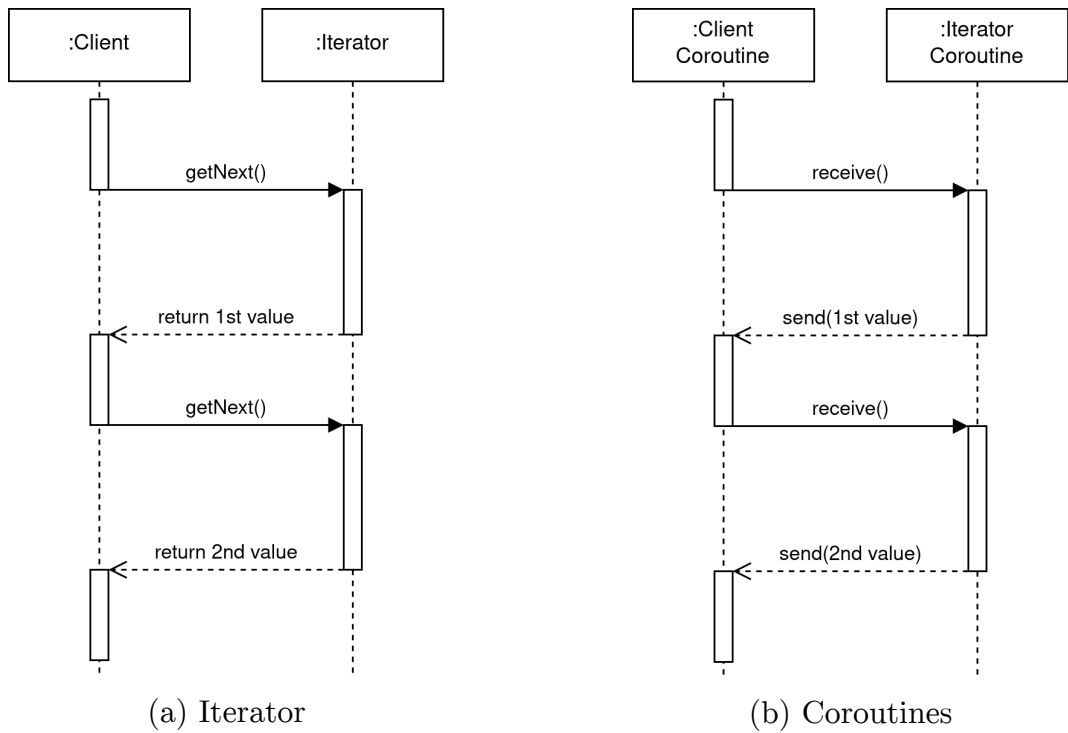 :Client
:Iterator
getNext()
return 1st value
getNext()
return 2nd value
(a) Iterator
:Client
Coroutine
:Iterator
Coroutine
receive()
send(1st value)
receive()
send(2nd value)
(b) Coroutines